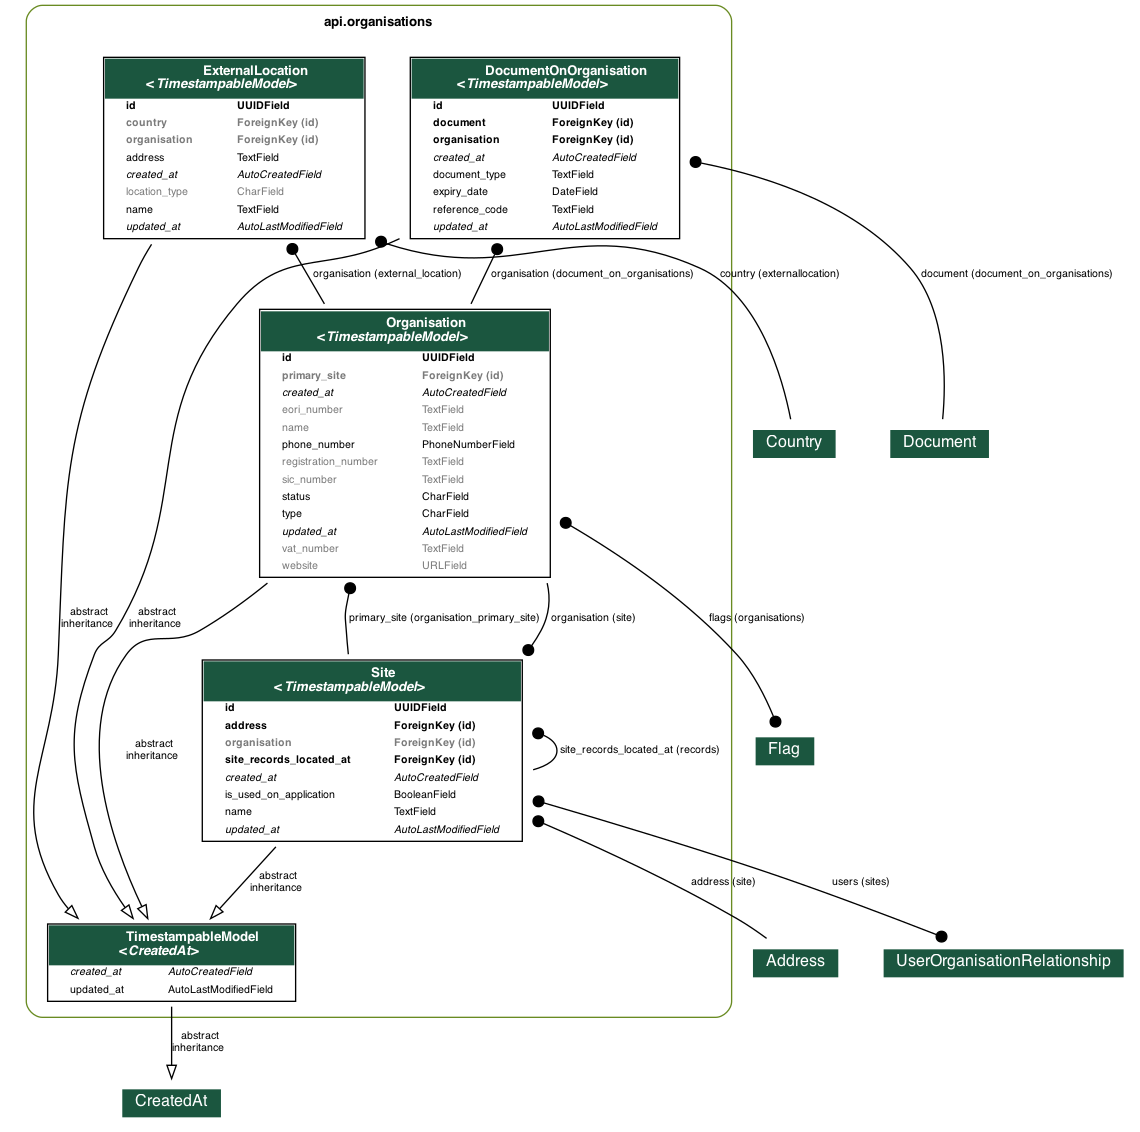 api.organisations
ExternalLocation
<TimestampableModel>
id UUIDField
country ForeignKey (id)
organisation ForeignKey (id)
address TextField
created_at AutoCreatedField
location_type CharField
name TextField
updated_at AutoLastModifiedField
DocumentOnOrganisation
<TimestampableModel>
id UUIDField
document ForeignKey (id)
organisation ForeignKey (id)
created_at AutoCreatedField
document_type TextField
expiry_date DateField
reference_code TextField
updated_at AutoLastModifiedField
organisation (external_location)
organisation (document_on_organisations)
country (externallocation)
document (document_on_organisations)
Organisation
<TimestampableModel>
id UUIDField
primary_site ForeignKey (id)
created_at AutoCreatedField
eori_number TextField
name TextField
phone_number PhoneNumberField
registration_number TextField
sic_number TextField
status CharField
type CharField
updated_at AutoLastModifiedField
vat_number TextField
website URLField
Country
Document
abstract
inheritance
abstract
inheritance
primary_site (organisation_primary_site)
organisation (site)
flags (organisations)
Site
<TimestampableModel>
id UUIDField
address ForeignKey (id)
organisation ForeignKey (id)
site_records_located_at ForeignKey (id)
created_at AutoCreatedField
is_used_on_application BooleanField
name TextField
updated_at AutoLastModifiedField
abstract
inheritance
site_records_located_at (records)
Flag
abstract
inheritance
address (site)
users (sites)
TimestampableModel
<CreatedAt>
created_at AutoCreatedField
updated_at AutoLastModifiedField
Address
UserOrganisationRelationship
abstract
inheritance
CreatedAt